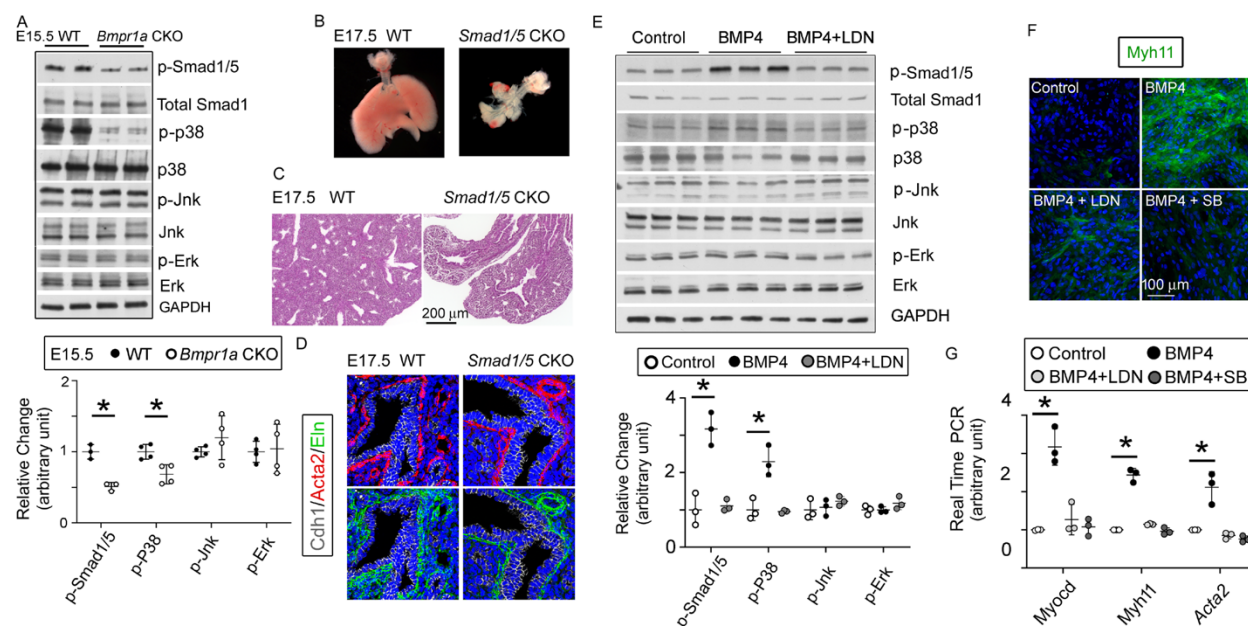 A
E15.5 WT Bmpr1a CKO
p-Smad1/5
Total Smad1
p-p38
p38
p-Jnk
Jnk
p-Erk
Erk
GAPDH
E15.5 WT Bmpr1a CKO
Relative Change
(arbitrary unit)
2
1
0
p-Smad1/5
p-P38
p-Jnk
p-Erk
* *
B
E17.5 WT Smad1/5 CKO
C
E17.5 WT Smad1/5 CKO
200 μm
D
E17.5 WT Smad1/5 CKO
Cdh1/Acta2/Eln
E
Control BMP4 BMP4+LDN
p-Smad1/5
Total Smad1
p-p38
p38
p-Jnk
Jnk
p-Erk
Erk
GAPDH
Control BMP4 BMP4+LDN
Relative Change
(arbitrary unit)
4
3
2
1
0
* *
p-Smad1/5
p-P38
p-Jnk
p-Erk
F
Myh11
Control BMP4
BMP4 + LDN BMP4 + SB
100 μm
G
Control BMP4
BMP4+LDN BMP4+SB
Real Time PCR
(arbitrary unit)
4
2
0
* * *
Myocd
Myh11
Acta2